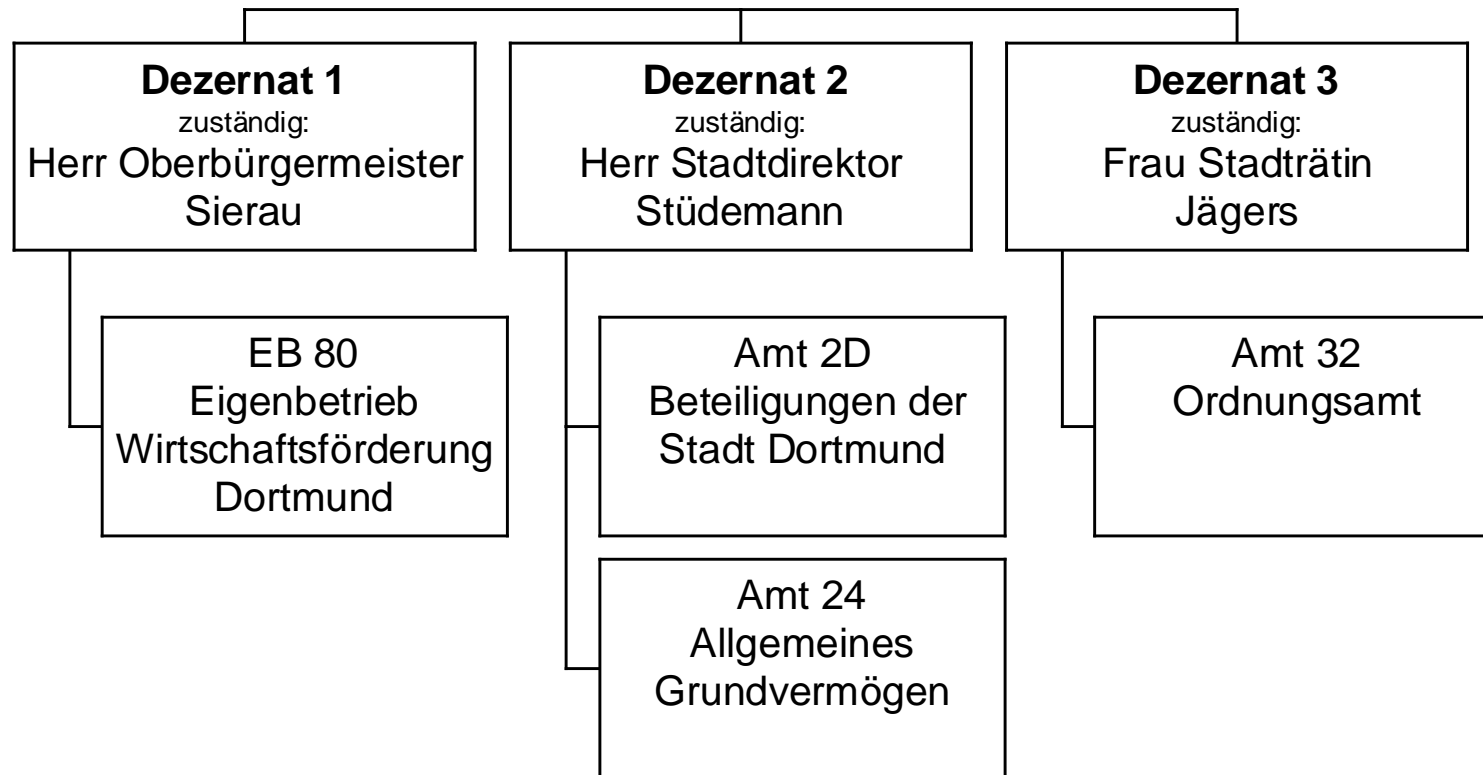 Dezernat 1
zuständig:
Herr Oberbürgermeister
Sierau
Dezernat 2
zuständig:
Herr Stadtdirektor
Stüdemann
Dezernat 3
zuständig:
Frau Stadträtin
Jägers
EB 80
Eigenbetrieb
Wirtschaftsförderung
Dortmund
Amt 2D
Beteiligungen der
Stadt Dortmund
Amt 32
Ordnungsamt
Amt 24
Allgemeines
Grundvermögen